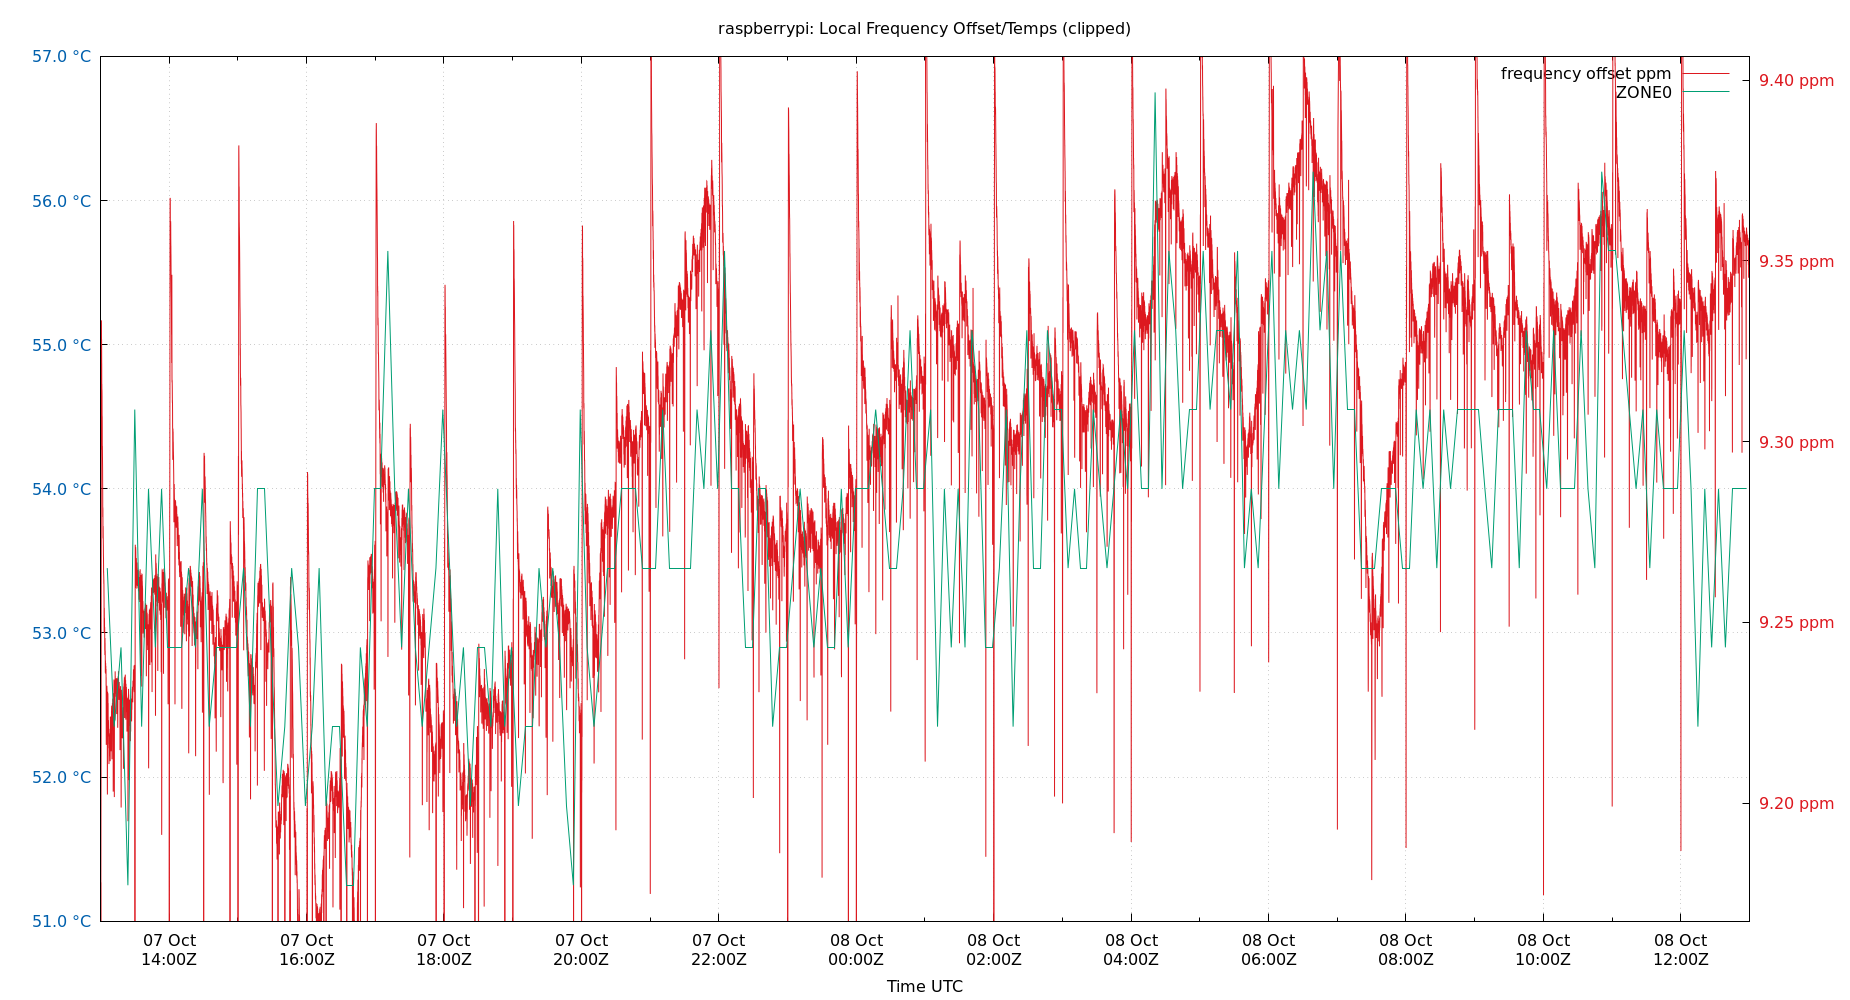 raspberrypi: Local Frequency Offset/Temps (clipped)
frequency offset ppm
ZONE0
57.0 °C
56.0 °C
55.0 °C
54.0 °C
53.0 °C
52.0 °C
51.0 °C
9.40 ppm
9.35 ppm
9.30 ppm
9.25 ppm
9.20 ppm
07 Oct
14:00Z
07 Oct
16:00Z
07 Oct
18:00Z
07 Oct
20:00Z
07 Oct
22:00Z
08 Oct
00:00Z
08 Oct
02:00Z
08 Oct
04:00Z
08 Oct
06:00Z
08 Oct
08:00Z
08 Oct
10:00Z
08 Oct
12:00Z
Time UTC